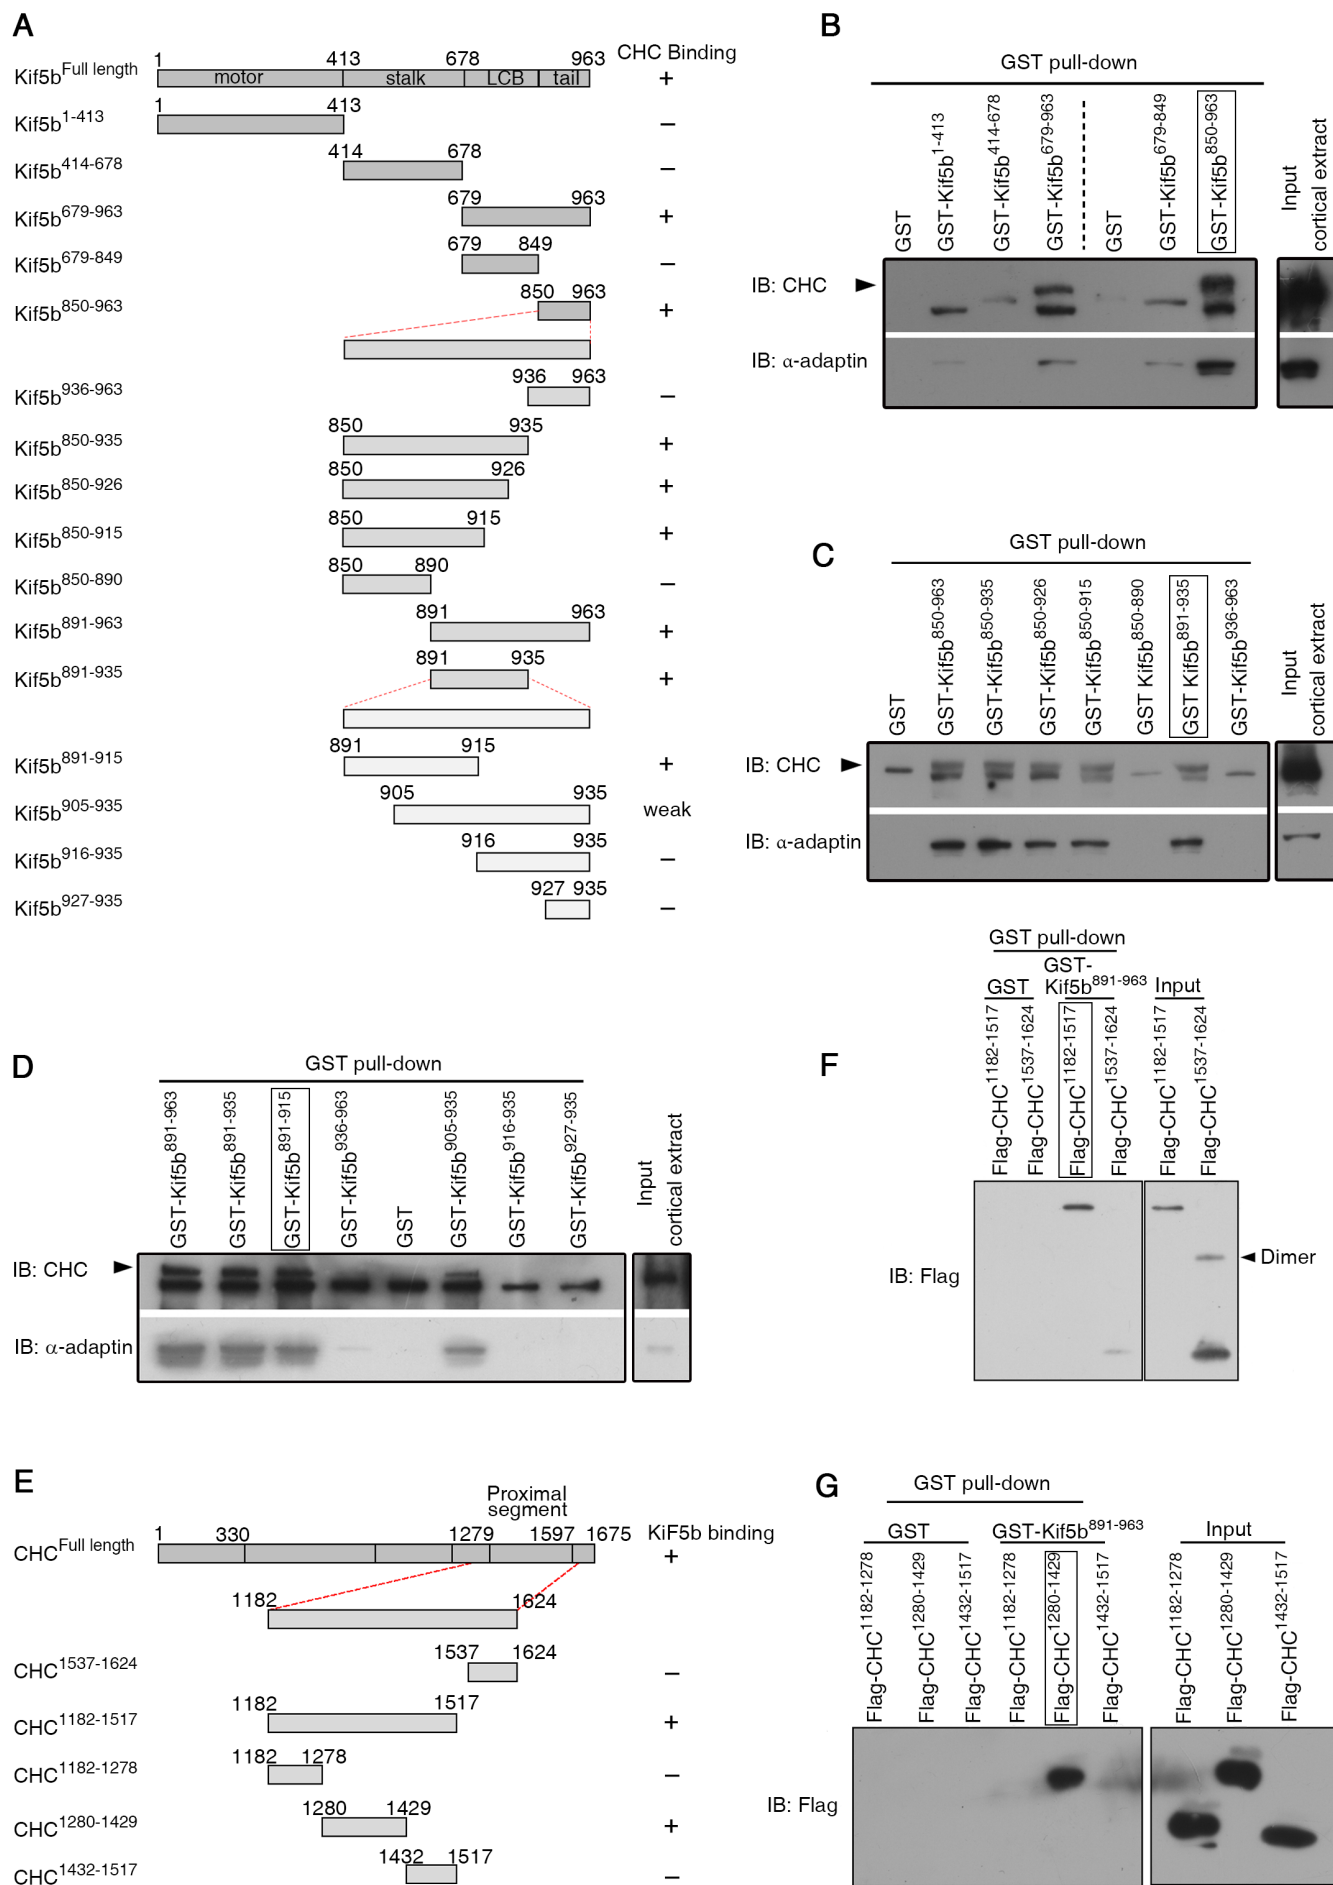 A
CHC Binding
1 413 678 963
Kif5b Full length motor stalk LCB tail +
1 413
Kif5b 1-413 –
414 678
Kif5b 414-678 –
679 963
Kif5b 679-963 +
679 849
Kif5b 679-849 –
850 963
Kif5b 850-963 +
936 963
Kif5b 936-963 –
850 935
Kif5b 850-935 +
850 926
Kif5b 850-926 +
850 915
Kif5b 850-915 +
850 890
Kif5b 850-890 –
891 963
Kif5b 891-963 +
891 935
Kif5b 891-935 +
891 915
Kif5b 891-915 +
905 935
Kif5b 905-935 weak
916 935
Kif5b 916-935 –
927 935
Kif5b 927-935 –
B
GST pull-down
GST
GST-Kif5b 1-413
GST-Kif5b 414-678
GST-Kif5b 679-963
GST
GST-Kif5b 679-849
GST-Kif5b 850-963
Input
cortical extract
IB: CHC
IB: α-adaptin
C
GST pull-down
GST
GST-Kif5b 850-963
GST-Kif5b 850-935
GST-Kif5b 850-926
GST-Kif5b 850-915
GST Kif5b 850-890
GST Kif5b 891-935
GST-Kif5b 936-963
Input
cortical extract
IB: CHC
IB: α-adaptin
D
GST pull-down
GST-Kif5b 891-963
GST-Kif5b 891-935
GST-Kif5b 891-915
GST-Kif5b 936-963
GST
GST-Kif5b 905-935
GST-Kif5b 916-935
GST-Kif5b 927-935
Input
cortical extract
IB: CHC
IB: α-adaptin
F
GST pull-down
GST
GST-
Kif5b 891-963
Input
Flag-CHC 1182-1517
Flag-CHC 1537-1624
Flag-CHC 1182-1517
Flag-CHC 1537-1624
Flag-CHC 1182-1517
Flag-CHC 1537-1624
IB: Flag
Dimer
E
Proximal
segment
KiF5b binding
1 330 1279 1597 1675
CHC Full length +
1182 1624
1537 1624
CHC 1537-1624 –
1182 1517
CHC 1182-1517 +
1182 1278
CHC 1182-1278 –
1280 1429
CHC 1280-1429 +
1432 1517
CHC 1432-1517 –
G
GST pull-down
GST
GST-Kif5b 891-963
Input
Flag-CHC 1182-1278
Flag-CHC 1280-1429
Flag-CHC 1432-1517
Flag-CHC 1182-1278
Flag-CHC 1280-1429
Flag-CHC 1432-1517
Flag-CHC 1182-1278
Flag-CHC 1280-1429
Flag-CHC 1432-1517
IB: Flag